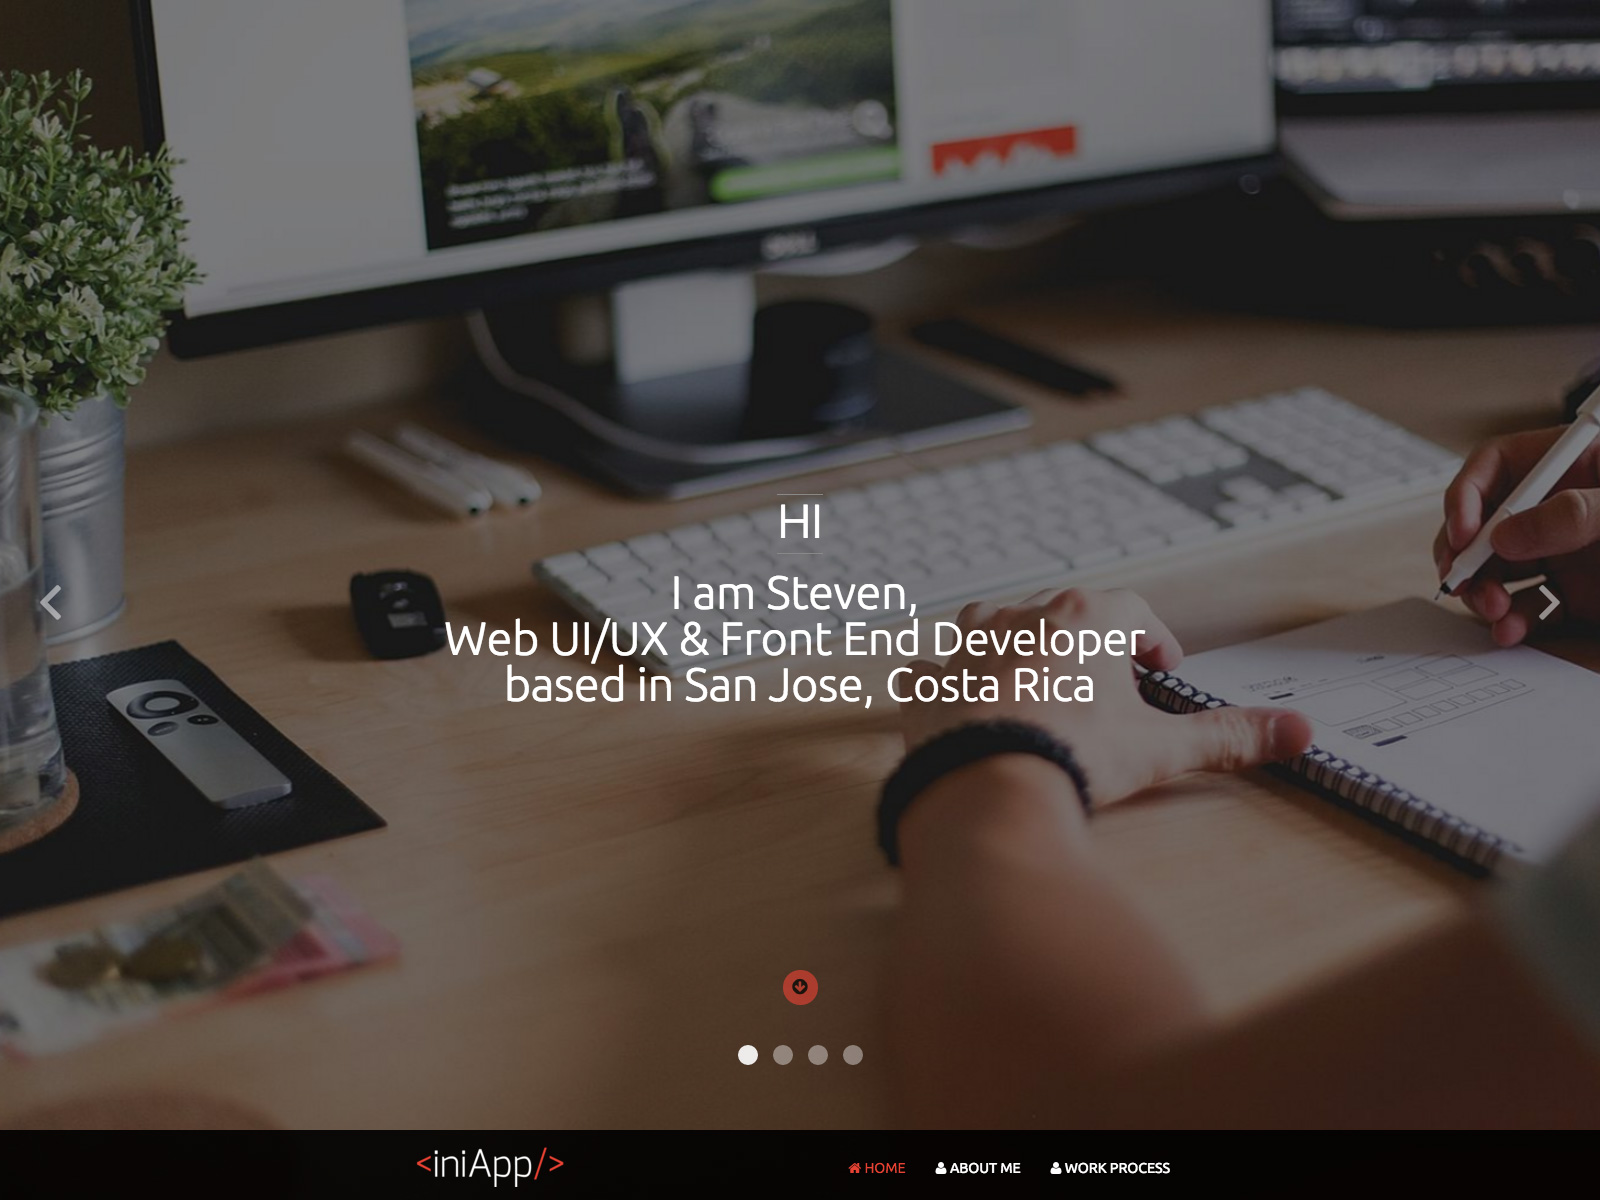 HI
I am Steven,
Web UI/UX & Front End Developer
based in San Jose, Costa Rica
<iniApp/>
HOME
ABOUT ME
WORK PROCESS